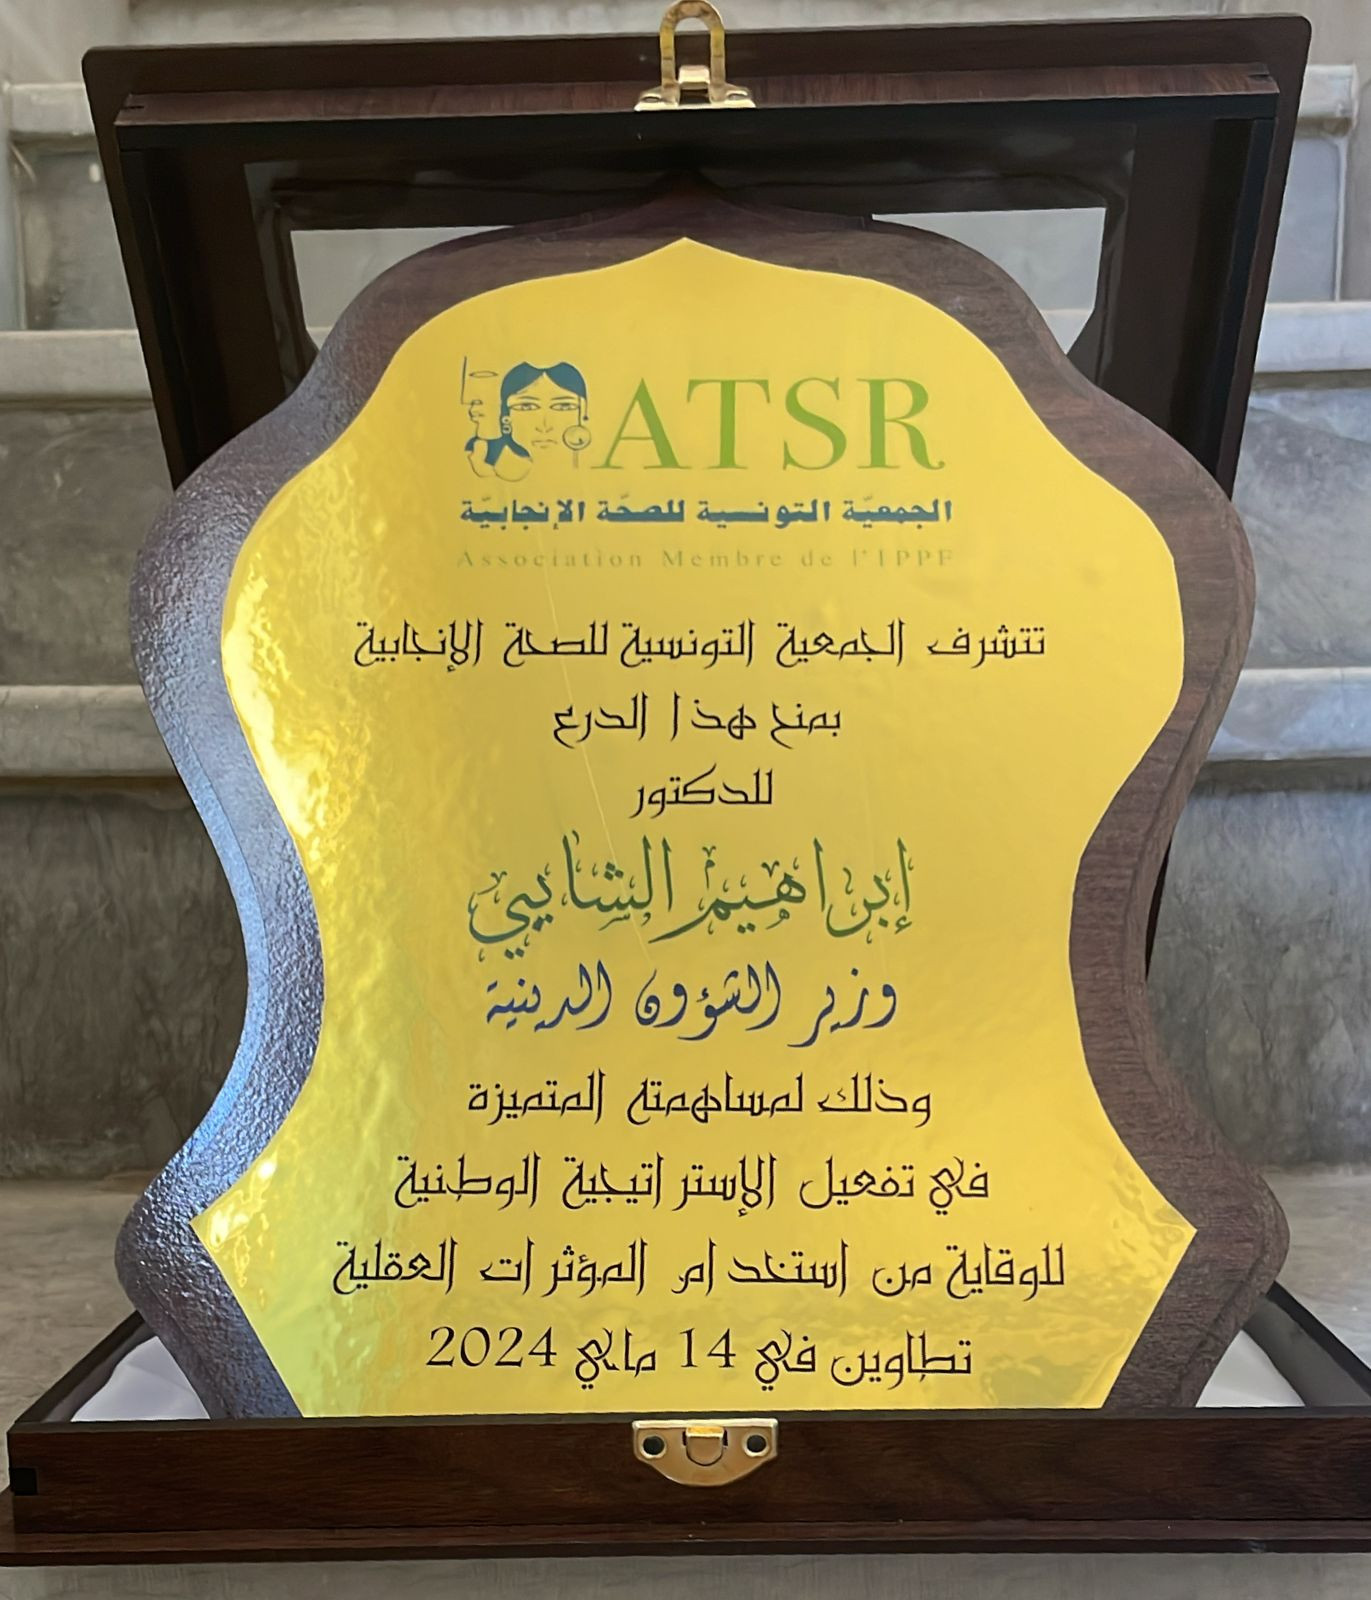 ATSR
الجمعيّة التونسية للصحّة الإنجابيّة
Association Membre de l'IPPF
تتشرف الجمعية التونسية للصحة الإنجابية
بمنح هذا الدرع
للدكتور
إبراهيم الشايبي
وزير الشؤون الدينية
وذلك لمساهمته المتميزة
في تفعيل الإستراتيجية الوطنية
للوقاية من استخدام المؤثرات العقلية
تطاوين في 14 ماي 2024